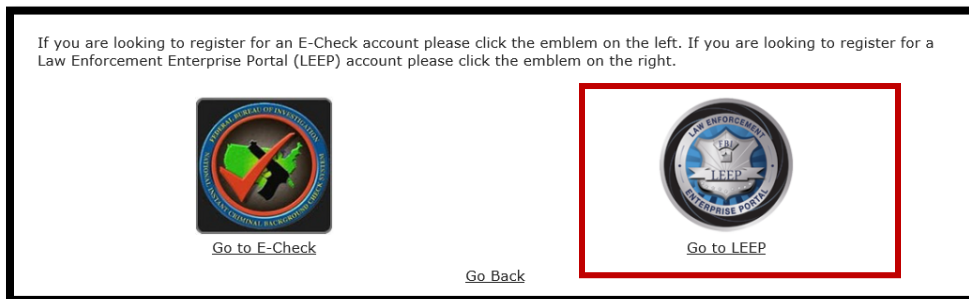 If you are looking to register for an E-Check account please click the emblem on the left. If you are looking to register for a
Law Enforcement Enterprise Portal (LEEP) account please click the emblem on the right.
FEDERAL BUREAU OF INVESTIGATION
NATIONAL INSTANT CRIMINAL BACKGROUND CHECK SYSTEM
LAW ENFORCEMENT
FBI
LEEP
ENTERPRISE PORTAL
Go to E-Check
Go to LEEP
Go Back